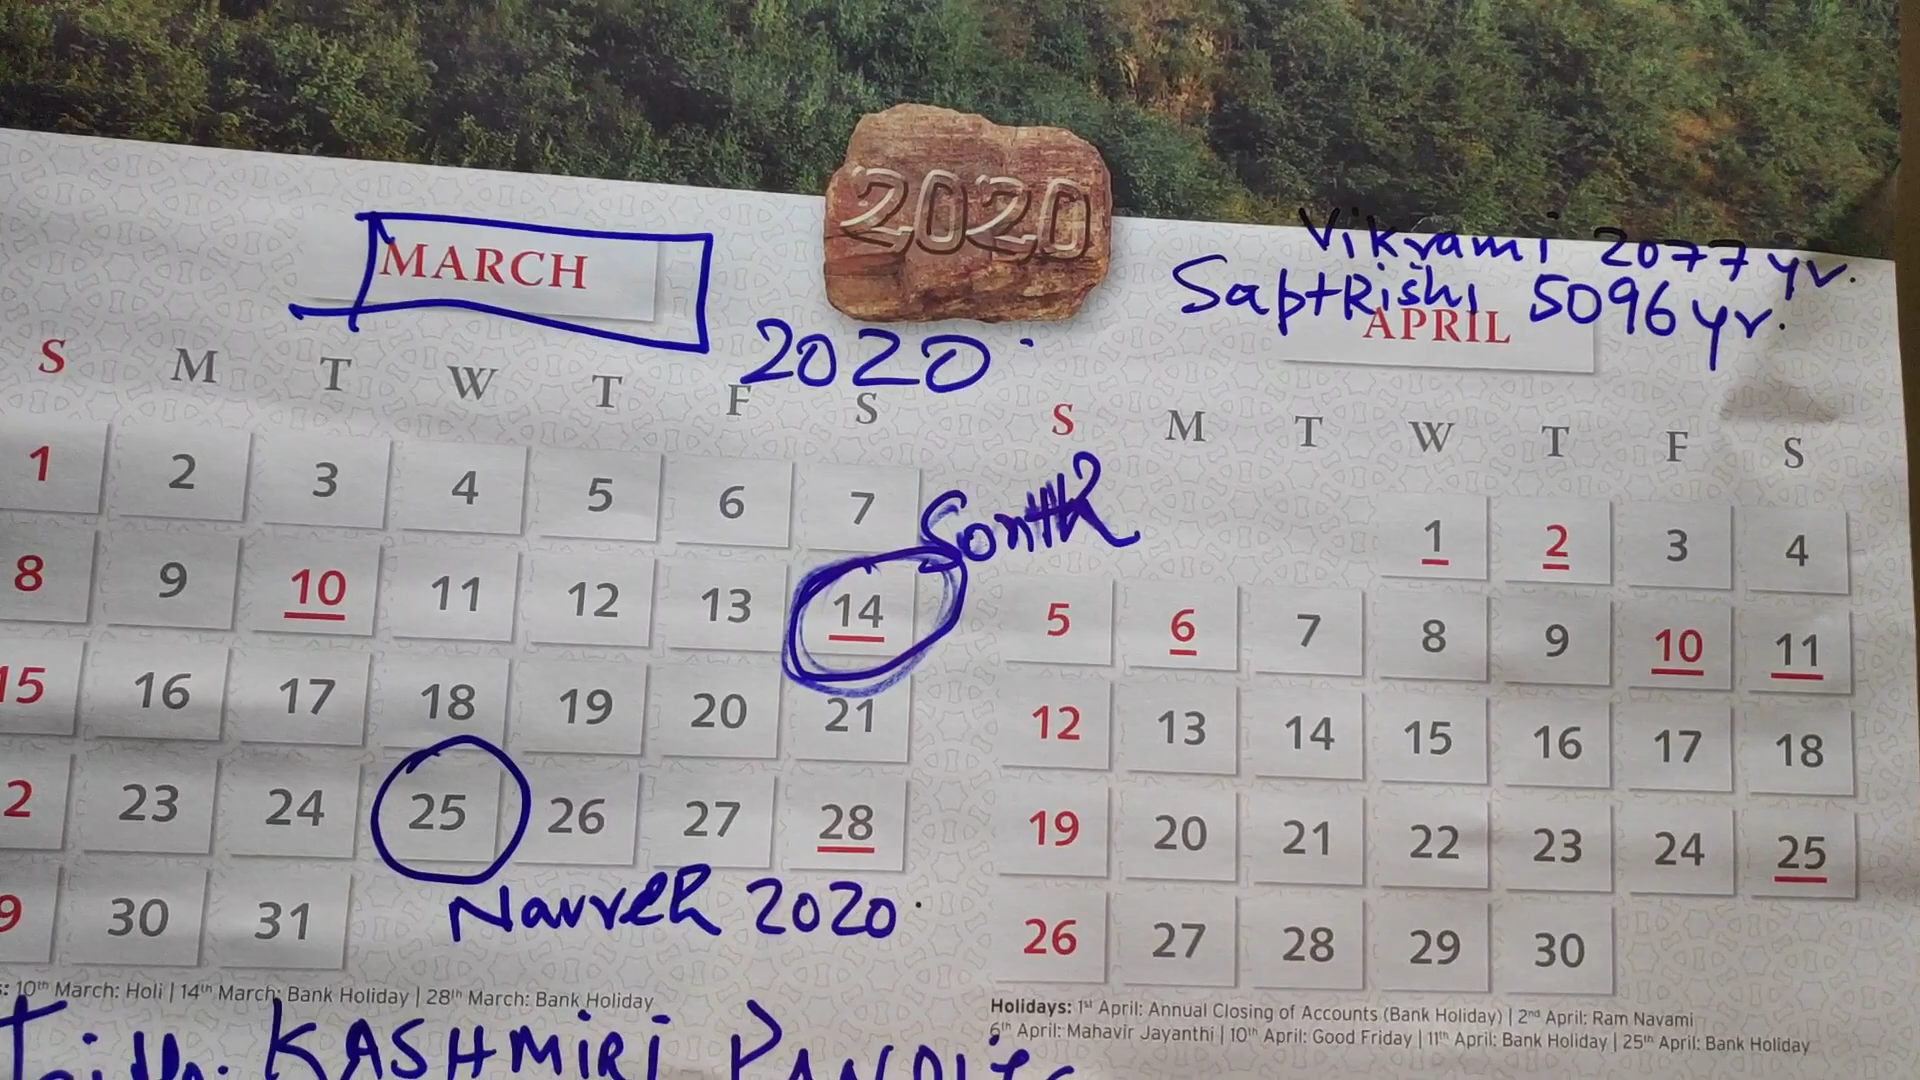 2020
Vikrami 2077 yr.
SaptRishi 5096 yr.
MARCH
2020
S M T W T F S
1 2 3 4 5 6 7
8 9 10 11 12 13 14
15 16 17 18 19 20 21
2 23 24 25 26 27 28
9 30 31
Sonth
Navreh 2020
: 10th March: Holi | 14th March: Bank Holiday | 28th March: Bank Holiday
APRIL
S M T W T F S
1 2 3 4
5 6 7 8 9 10 11
12 13 14 15 16 17 18
19 20 21 22 23 24 25
26 27 28 29 30
Holidays: 1st April: Annual Closing of Accounts (Bank Holiday) | 2nd April: Ram Navami
6th April: Mahavir Jayanthi | 10th April: Good Friday | 11th April: Bank Holiday | 25th April: Bank Holiday
KASHMIRI PANDITS